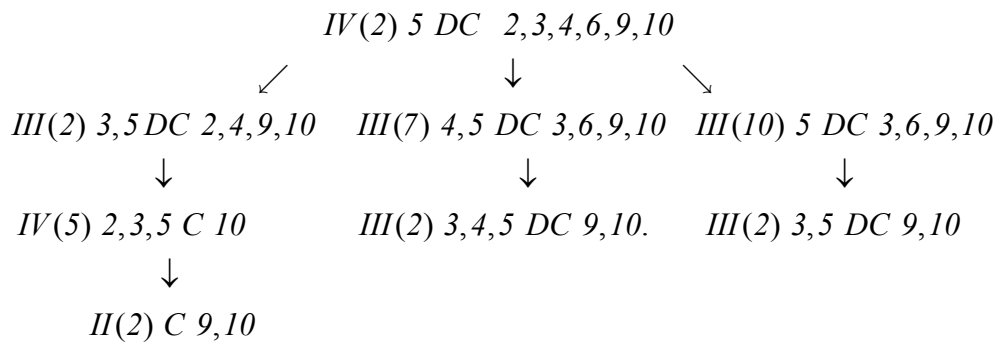 IV(2) 5 DC 2,3,4,6,9,10
↙ ↓ ↘
III(2) 3,5 DC 2,4,9,10 III(7) 4,5 DC 3,6,9,10 III(10) 5 DC 3,6,9,10
↓ ↓ ↓
IV(5) 2,3,5 C 10 III(2) 3,4,5 DC 9,10. III(2) 3,5 DC 9,10
↓
II(2) C 9,10